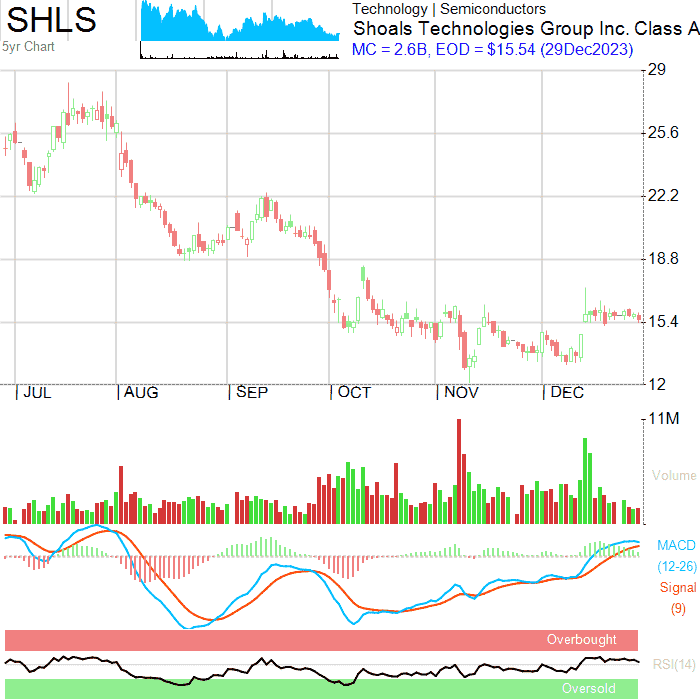 SHLS
5yr Chart
Technology | Semiconductors
Shoals Technologies Group Inc. Class A
MC = 2.6B, EOD = $15.54 (29Dec2023)
29
25.6
22.2
18.8
15.4
12
JUL
AUG
SEP
OCT
NOV
DEC
11M
Volume
MACD
(12-26)
Signal
(9)
Overbought
RSI(14)
Oversold